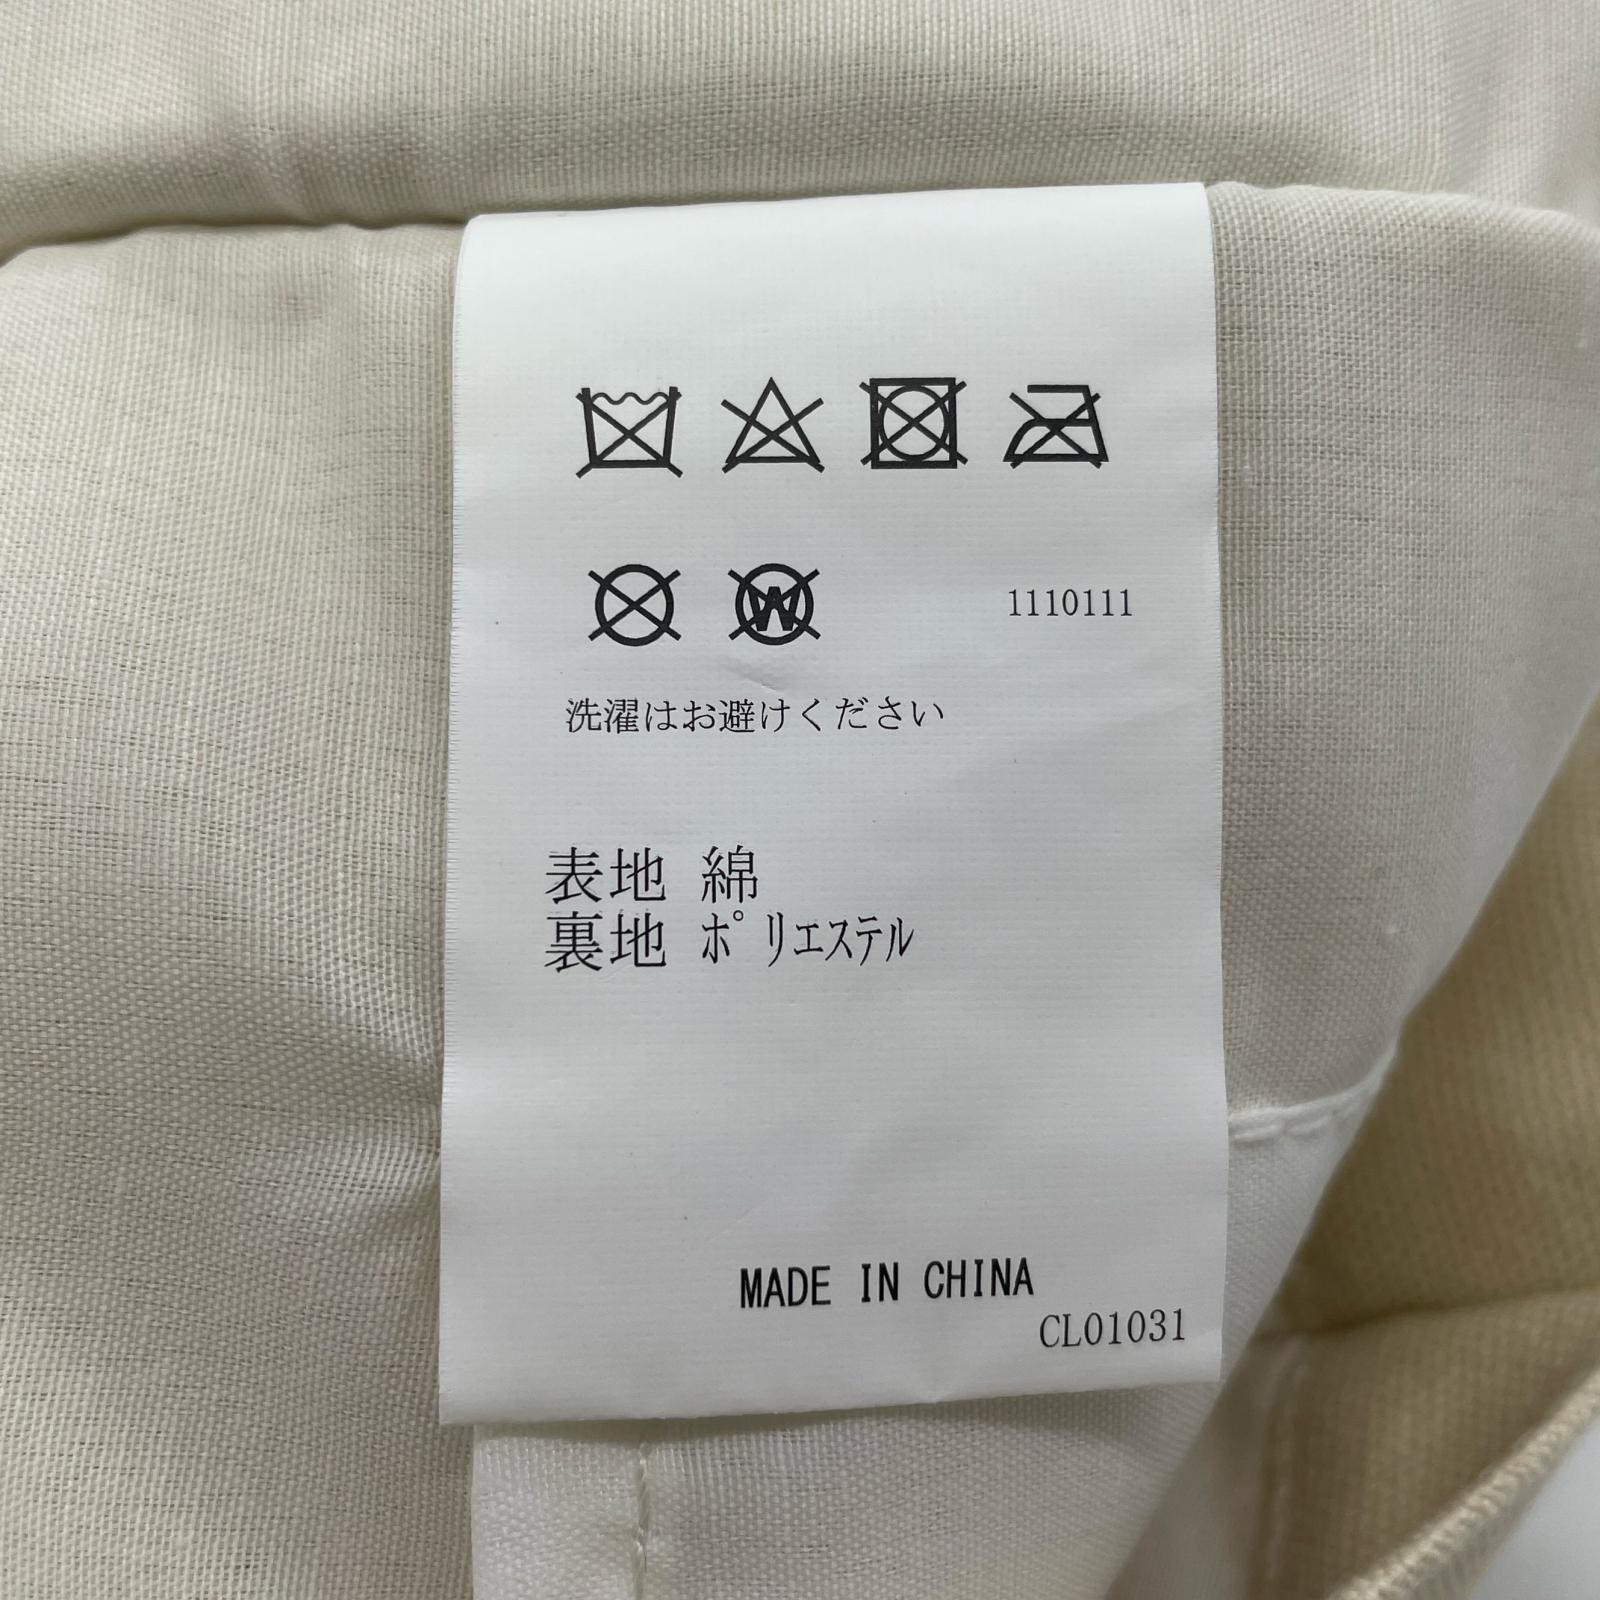 W
1110111
洗濯はお避けください
表地 綿
裏地 ポリエステル
MADE IN CHINA
CL01031